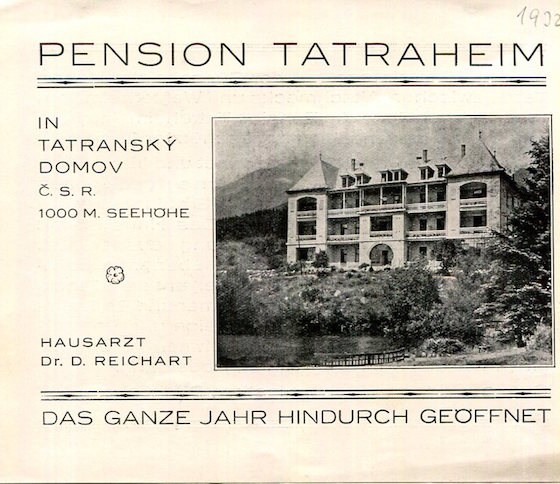 PENSION TATRAHEIM
IN
TATRANSKÝ
DOMOV
Č. S. R.
1000 M. SEEHÖHE
HAUSARZT
Dr. D. REICHART
DAS GANZE JAHR HINDURCH GEÖFFNET